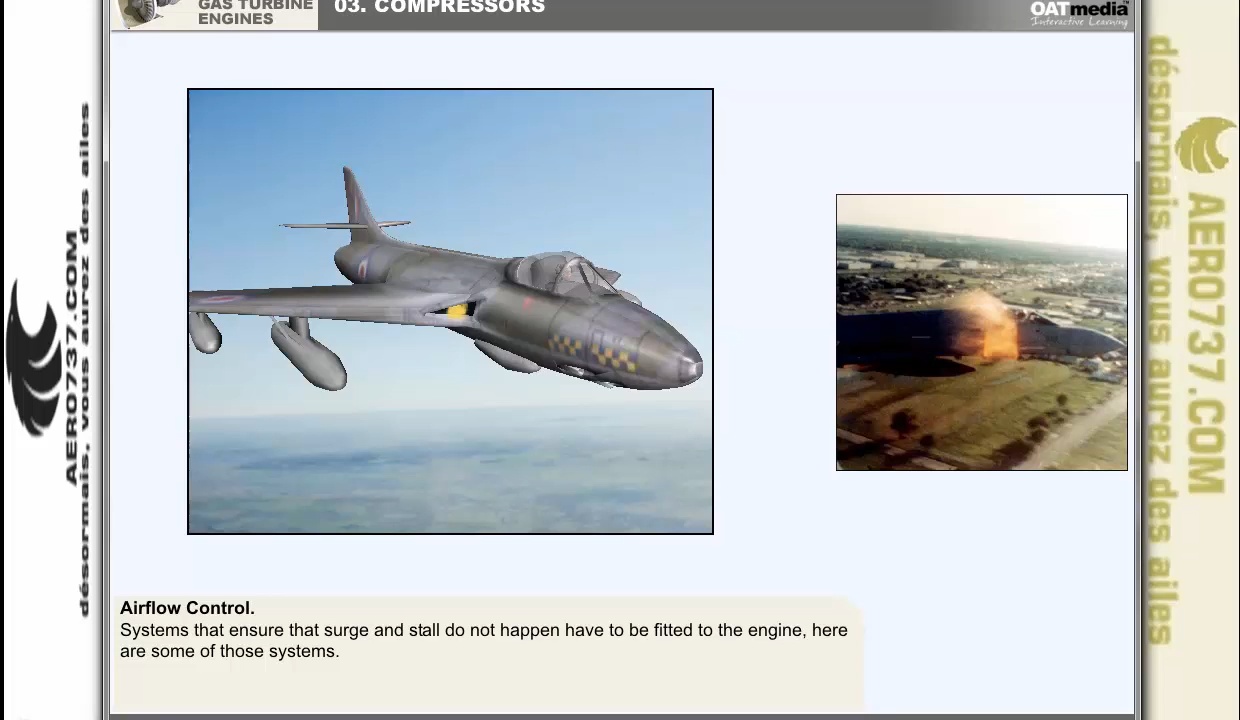 GAS TURBINE
ENGINES
03. COMPRESSORS
OATmedia
Interactive Learning
AERO737.COM
désormais, vous aurez des ailes
Airflow Control.
Systems that ensure that surge and stall do not happen have to be fitted to the engine, here
are some of those systems.
désormais, vous aurez des ailes
AERO737.COM